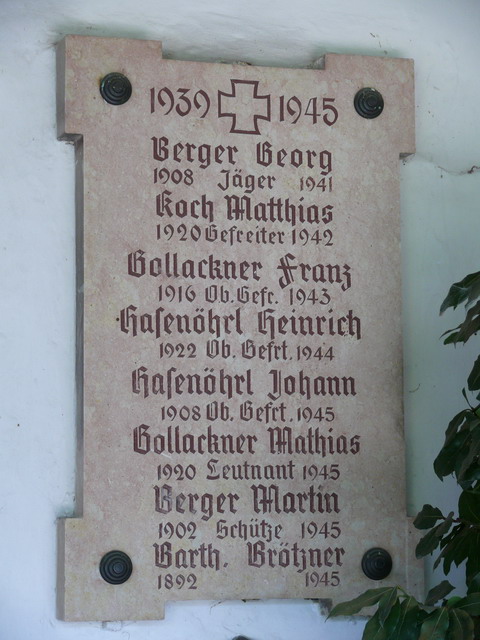 1939 1945
Berger Georg
1908 Jäger 1941
Koch Matthias
1920 Gefreiter 1942
Gollackner Franz
1916 Ob. Gefr. 1943
Hasenöhrl Heinrich
1922 Ob. Gefrt. 1944
Hasenöhrl Johann
1908 Ob. Gefrt. 1945
Gollackner Mathias
1920 Leutnant 1945
Berger Martin
1902 Schütze 1945
Barth. Brötzner
1892 1945